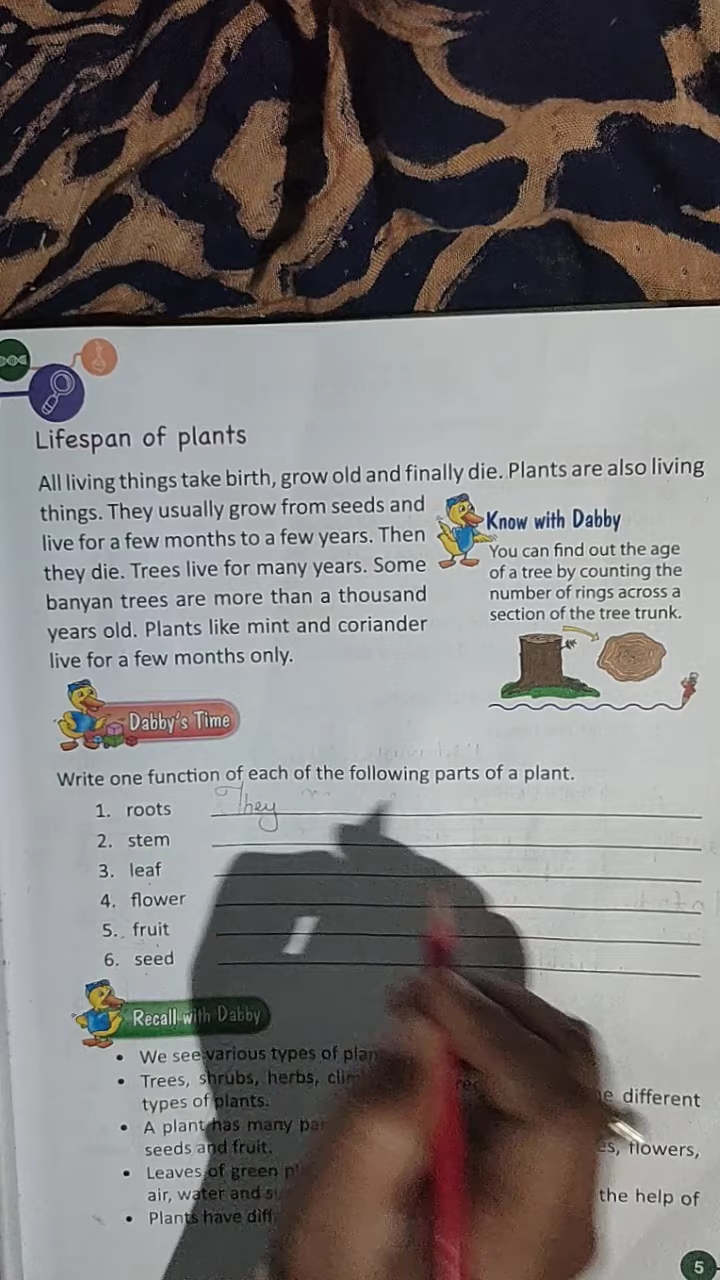 Lifespan of plants
All living things take birth, grow old and finally die. Plants are also living
things. They usually grow from seeds and
live for a few months to a few years. Then
they die. Trees live for many years. Some
banyan trees are more than a thousand
years old. Plants like mint and coriander
live for a few months only.
Know with Dabby
You can find out the age
of a tree by counting the
number of rings across a
section of the tree trunk.
Dabby's Time
Write one function of each of the following parts of a plant.
1. roots They
2. stem
3. leaf
4. flower
5. fruit
6. seed
Recall with Dabby
• We see various types of
• Trees, shrubs, herbs, different
types of plants.
• A plant has many flowers,
seeds and fruit.
• Leaves of green
air, water and the help of
• Plants have
5